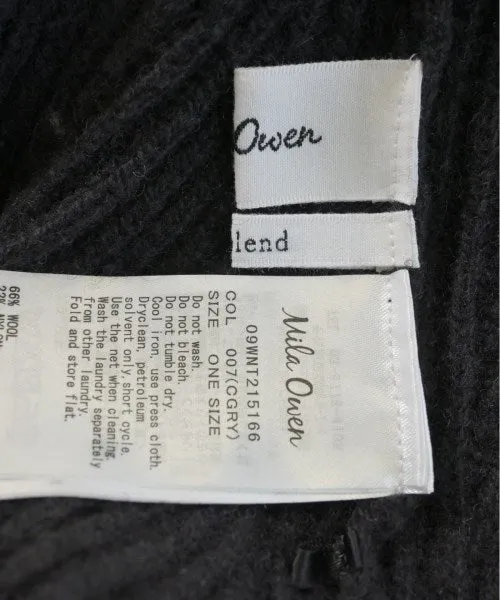 Owen
lend
Mila Owen
09WNT215166
COL 007(CGRY)
SIZE ONE SIZE
Do not wash.
Do not bleach.
Do not tumble dry.
Cool iron, use press cloth.
Dryclean, petroleum
solvent only, short cycle.
Use the net when cleaning.
Wash the laundry separately
from other laundry.
Fold and store flat.
66% WOOL